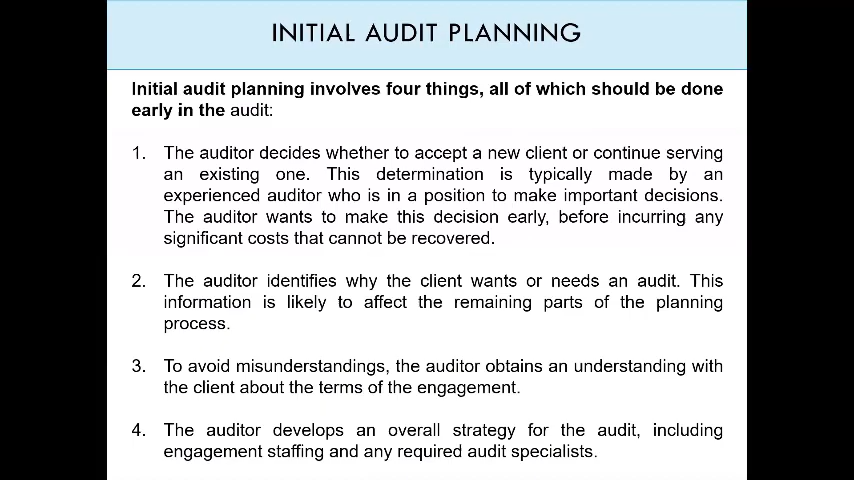 INITIAL AUDIT PLANNING
Initial audit planning involves four things, all of which should be done
early in the audit:
1. The auditor decides whether to accept a new client or continue serving
an existing one. This determination is typically made by an
experienced auditor who is in a position to make important decisions.
The auditor wants to make this decision early, before incurring any
significant costs that cannot be recovered.
2. The auditor identifies why the client wants or needs an audit. This
information is likely to affect the remaining parts of the planning
process.
3. To avoid misunderstandings, the auditor obtains an understanding with
the client about the terms of the engagement.
4. The auditor develops an overall strategy for the audit, including
engagement staffing and any required audit specialists.